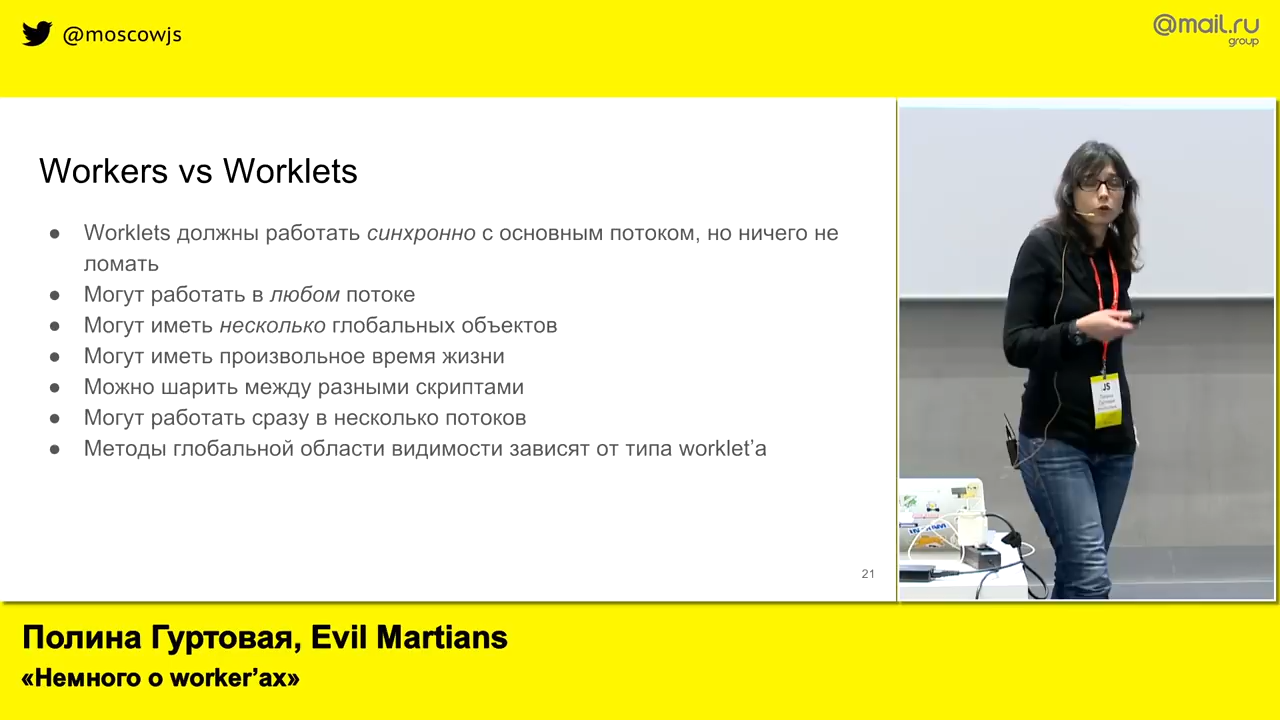 @moscowjs
@mail.ru
group
Workers vs Worklets
● Worklets должны работать синхронно с основным потоком, но ничего не
ломать
● Могут работать в любом потоке
● Могут иметь несколько глобальных объектов
● Могут иметь произвольное время жизни
● Можно шарить между разными скриптами
● Могут работать сразу в несколько потоков
● Методы глобальной области видимости зависят от типа worklet’а
21
JS
Полина Гуртовая, Evil Martians
«Немного о worker’ах»